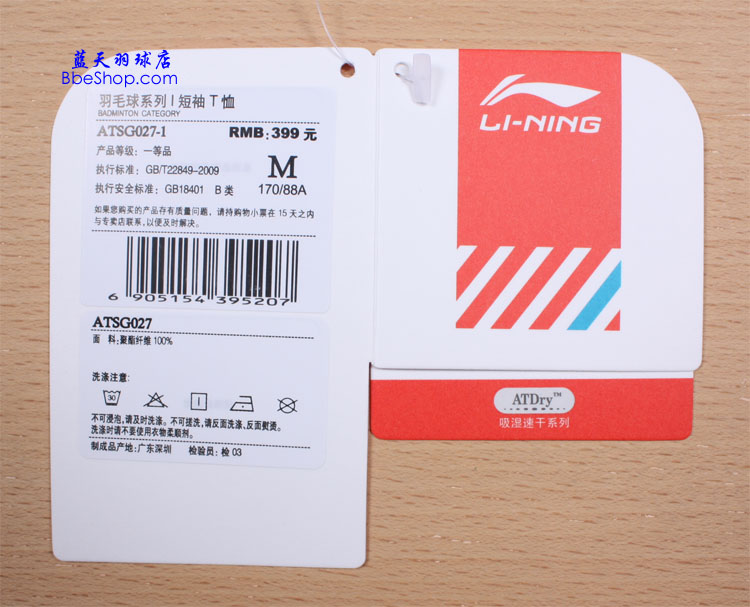 蓝天羽球店
BbeShop.com
羽毛球系列 | 短袖 T 恤
BADMINTON CATEGORY
ATSG027-1 RMB: 399 元
产品等级: 一等品
执行标准: GB/T22849-2009
M
执行安全标准: GB18401 B 类
170/88A
如果您购买的产品存有质量问题, 请持购物小票在 15 天之内
与专卖店联系, 以便及时解决。
6 905154 395207
ATSG027
面 料: 聚酯纤维 100%
洗涤注意:
30
不可浸泡, 请及时洗涤。不可搓洗, 请反面洗涤、反面熨烫。
洗涤时请不要使用衣物柔顺剂。
制成品产地: 广东深圳 检验员: 检 03
LI-NING
ATDry™
吸湿速干系列